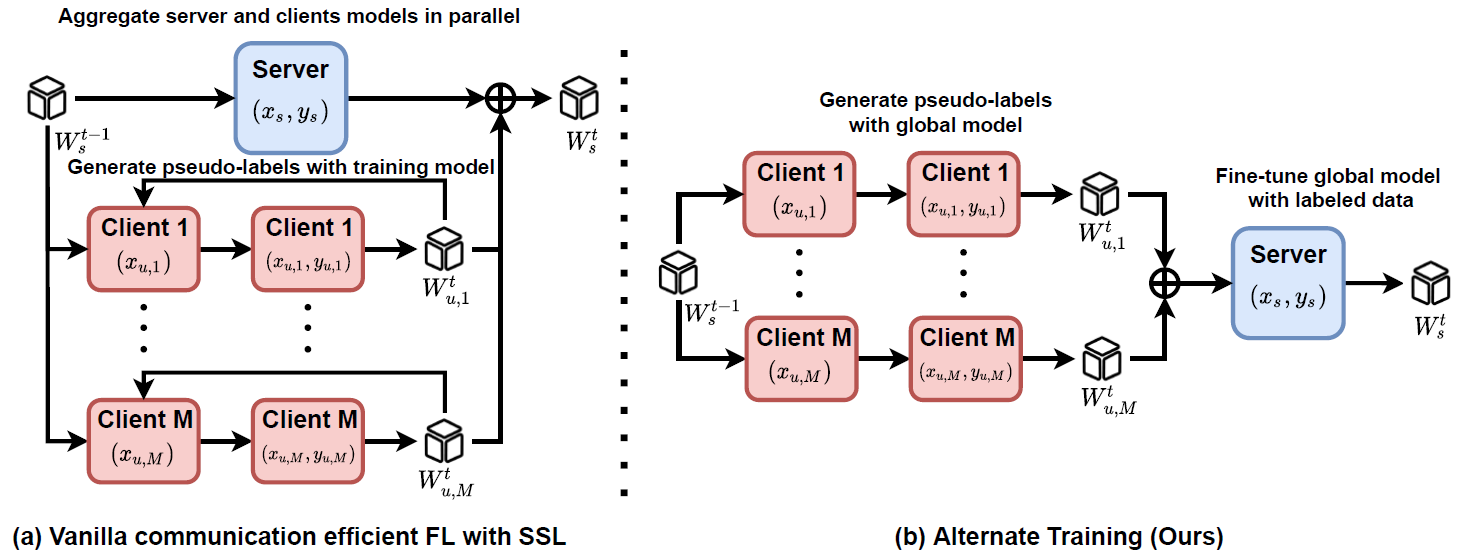 Aggregate server and clients models in parallel
Server
(x_s, y_s)
W_s^{t-1}
W_s^t
Generate pseudo-labels with training model
Client 1
(x_{u,1})
Client 1
(x_{u,1}, y_{u,1})
W_{u,1}^t
Client M
(x_{u,M})
Client M
(x_{u,M}, y_{u,M})
W_{u,M}^t
(a) Vanilla communication efficient FL with SSL
Generate pseudo-labels
with global model
Client 1
(x_{u,1})
Client 1
(x_{u,1}, y_{u,1})
W_{u,1}^t
W_s^{t-1}
Client M
(x_{u,M})
Client M
(x_{u,M}, y_{u,M})
W_{u,M}^t
Fine-tune global model
with labeled data
Server
(x_s, y_s)
W_s^t
(b) Alternate Training (Ours)